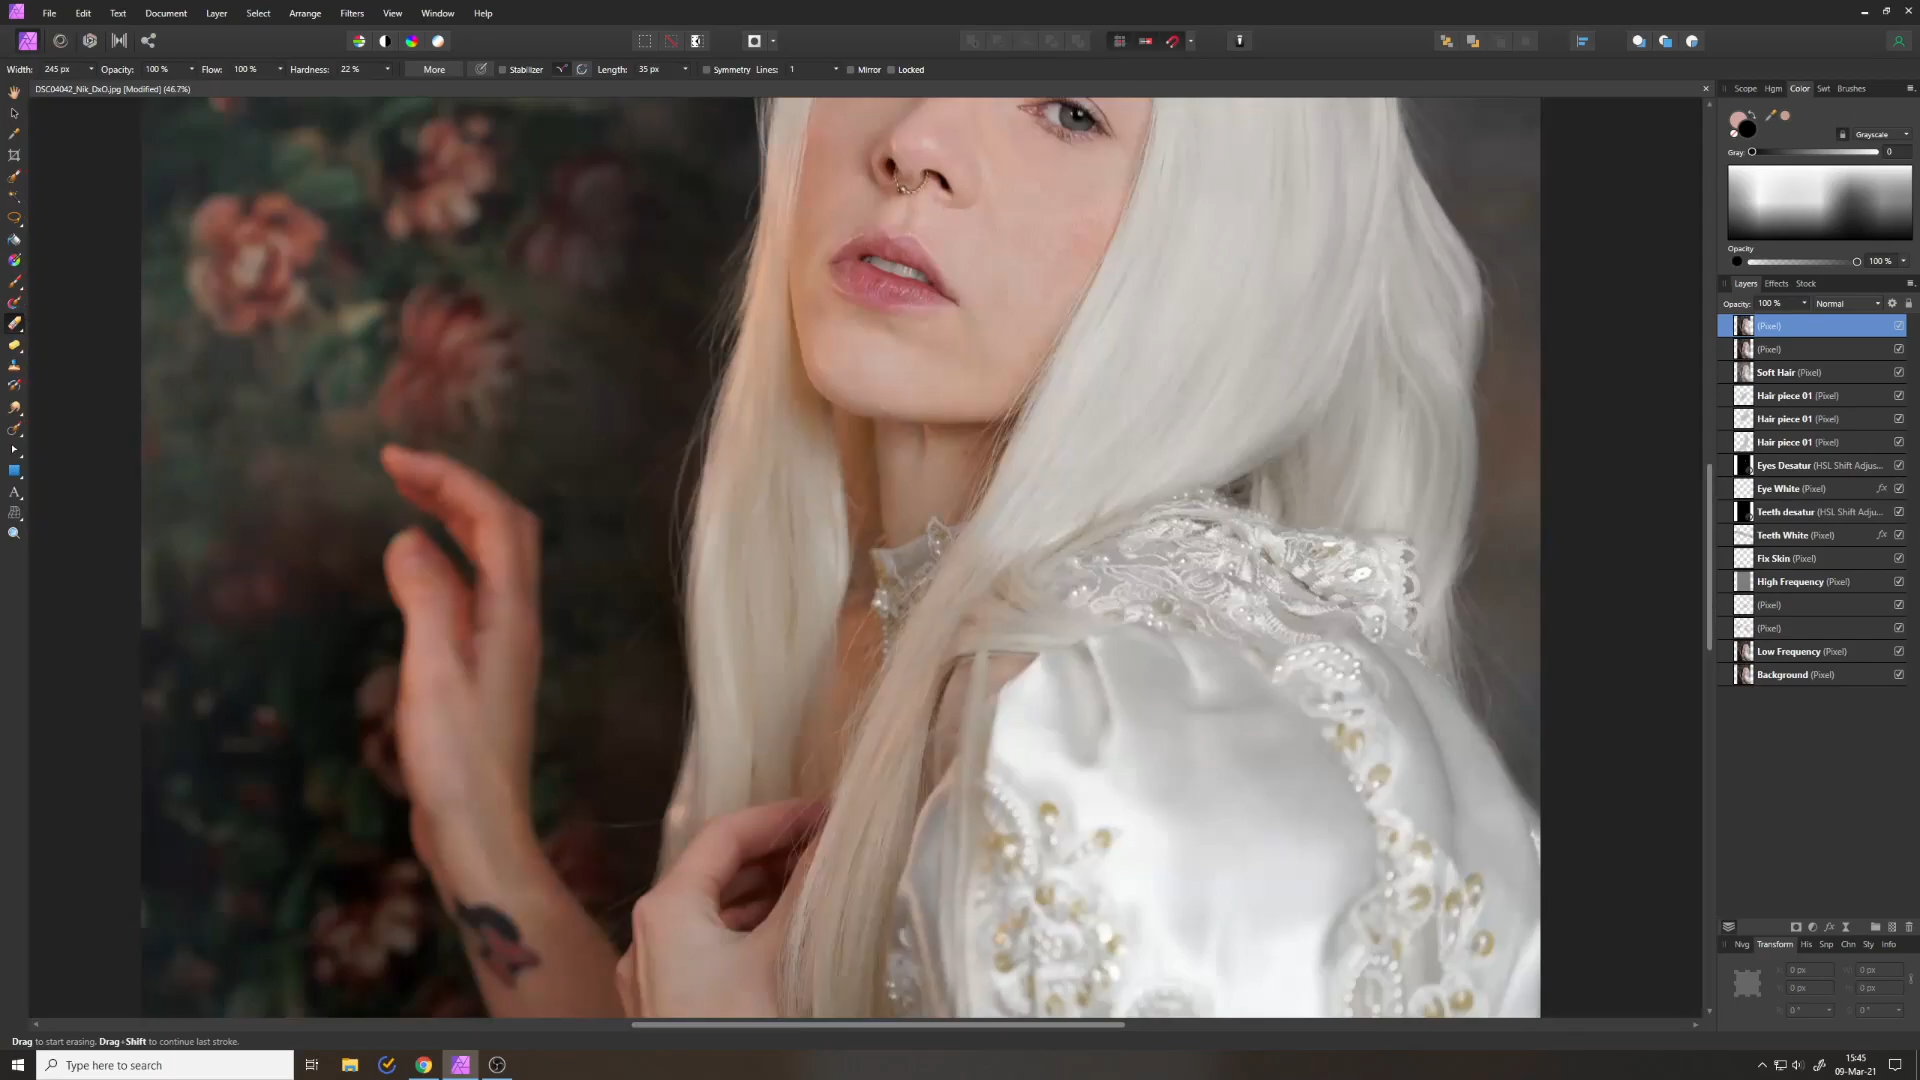 File Edit Text Document Layer Select Arrange Filters View Window Help
Width: 245 px Opacity: 100 % Flow: 100 % Hardness: 22 % More Stabilizer Length: 35 px Symmetry Lines: 1 Mirror Locked
DSC04042_Nik_DxO.jpg [Modified] (46.7%)
Scope Hgm Color Swt Brushes
Grayscale
Gray: 0
Opacity
100 %
Layers Effects Stock
Opacity: 100 % Normal
(Pixel)
(Pixel)
Soft Hair (Pixel)
Hair piece 01 (Pixel)
Hair piece 01 (Pixel)
Hair piece 01 (Pixel)
Eyes Desatur (HSL Shift Adjus...
Eye White (Pixel) fx
Teeth desatur (HSL Shift Adju...
Teeth White (Pixel) fx
Fix Skin (Pixel)
High Frequency (Pixel)
(Pixel)
(Pixel)
Low Frequency (Pixel)
Background (Pixel)
Nvg Transform His Snp Chn Sty Info
X: 0 px W: 0 px
Y: 0 px H: 0 px
R: 0 ° S: 0 °
Drag to start erasing. Drag+Shift to continue last stroke.
Type here to search
15:45
09-Mar-21